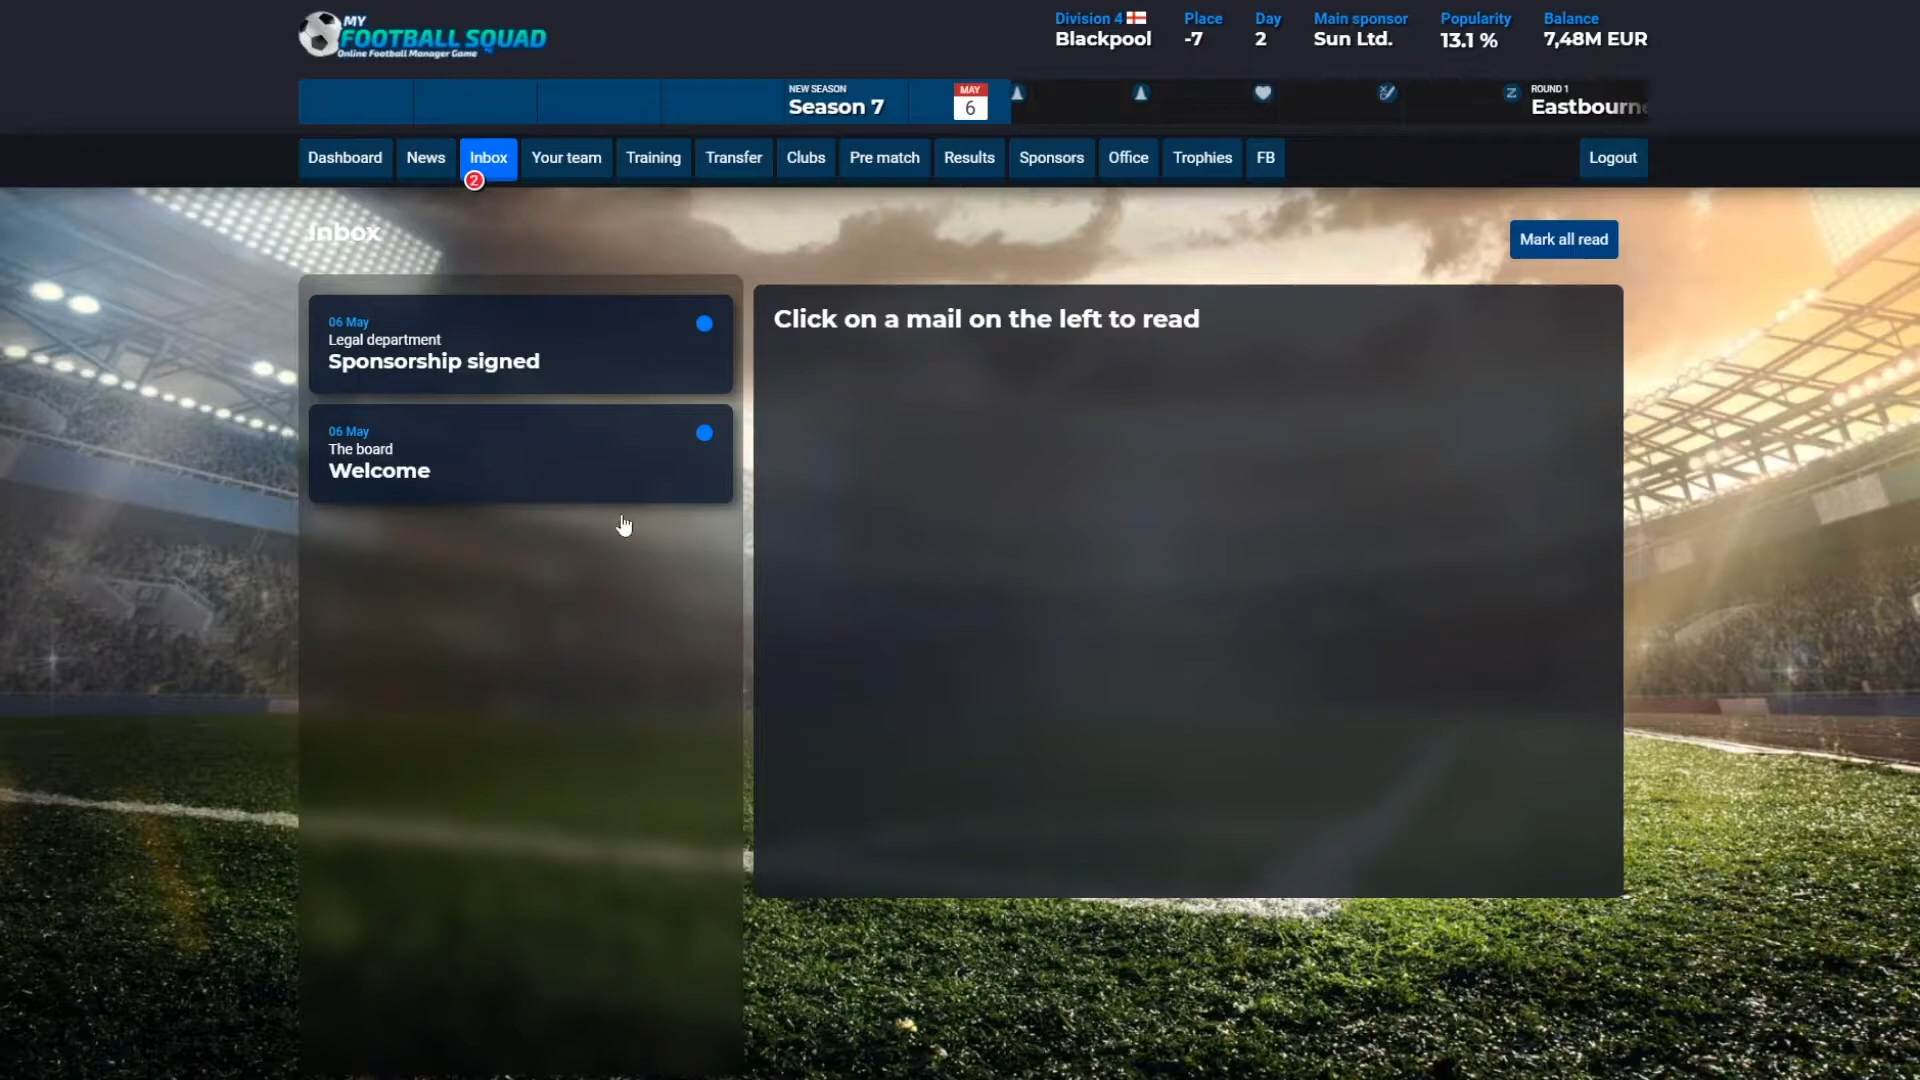 MY
FOOTBALL SQUAD
Online Football Manager Game
Division 4
Blackpool
Place
-7
Day
2
Main sponsor
Sun Ltd.
Popularity
13.1 %
Balance
7,48M EUR
NEW SEASON
Season 7
MAY
6
Z
ROUND 1
Eastbourn
Dashboard
News
Inbox
2
Your team
Training
Transfer
Clubs
Pre match
Results
Sponsors
Office
Trophies
FB
Logout
Inbox
Mark all read
06 May
Legal department
Sponsorship signed
06 May
The board
Welcome
Click on a mail on the left to read